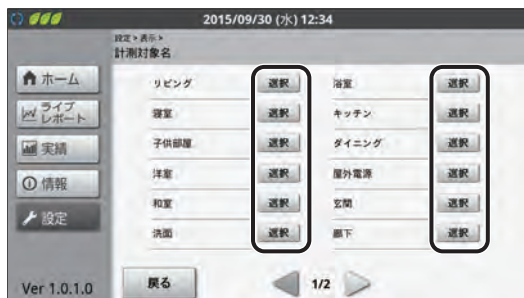 2015/09/30 (水) 12:34
設定 > 表示 >
計測対象名
ホーム
ライブ
レポート
実績
情報
設定
Ver 1.0.1.0
リビング 選択 浴室 選択
寝室 選択 キッチン 選択
子供部屋 選択 ダイニング 選択
洋室 選択 屋外電源 選択
和室 選択 玄関 選択
洗面 選択 廊下 選択
戻る 1/2